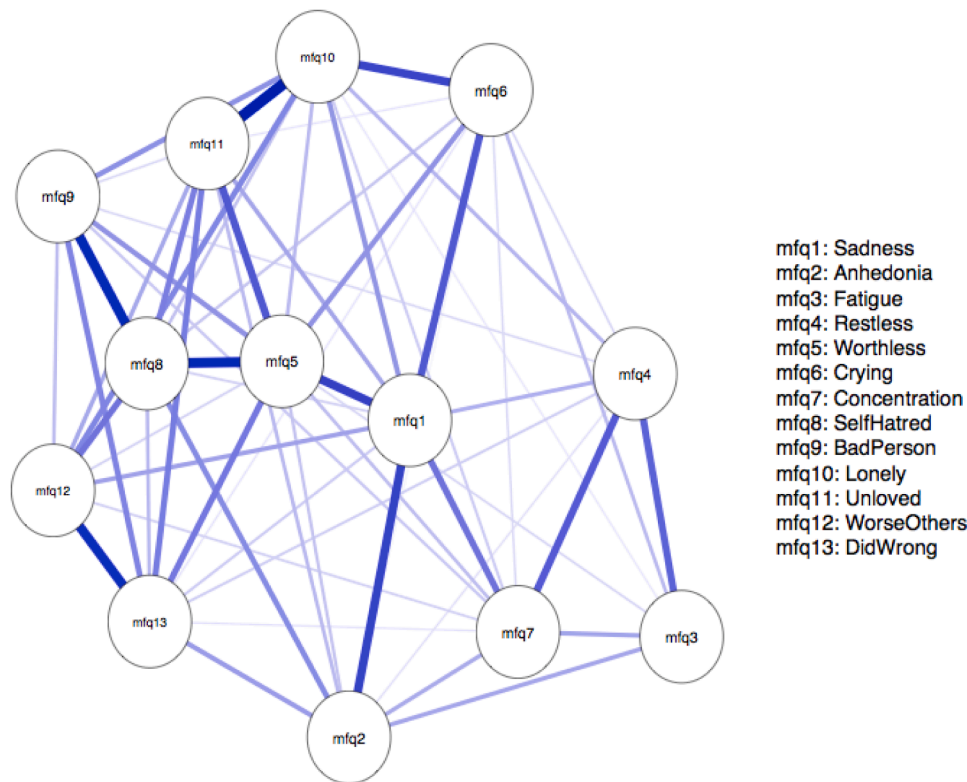 mfq10
mfq6
mfq11
mfq9
mfq8
mfq5
mfq4
mfq1
mfq12
mfq13
mfq7
mfq3
mfq2
mfq1: Sadness
mfq2: Anhedonia
mfq3: Fatigue
mfq4: Restless
mfq5: Worthless
mfq6: Crying
mfq7: Concentration
mfq8: SelfHatred
mfq9: BadPerson
mfq10: Lonely
mfq11: Unloved
mfq12: WorseOthers
mfq13: DidWrong